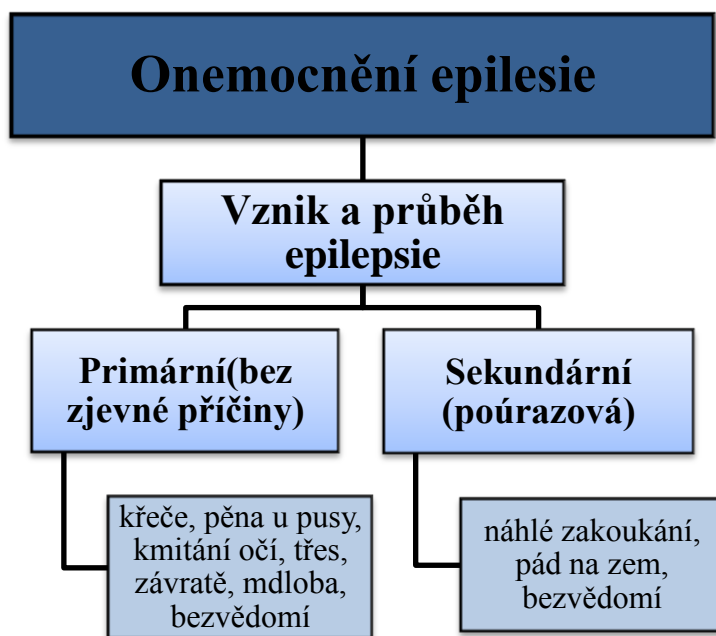 Onemocnění epilesie
Vznik a průběh
epilepsie
Primární(bez
zjevné příčiny)
Sekundární
(poúrazová)
křeče, pěna u pusy,
kmitání očí, třes,
závratě, mdloba,
bezvědomí
náhlé zakoukání,
pád na zem,
bezvědomí